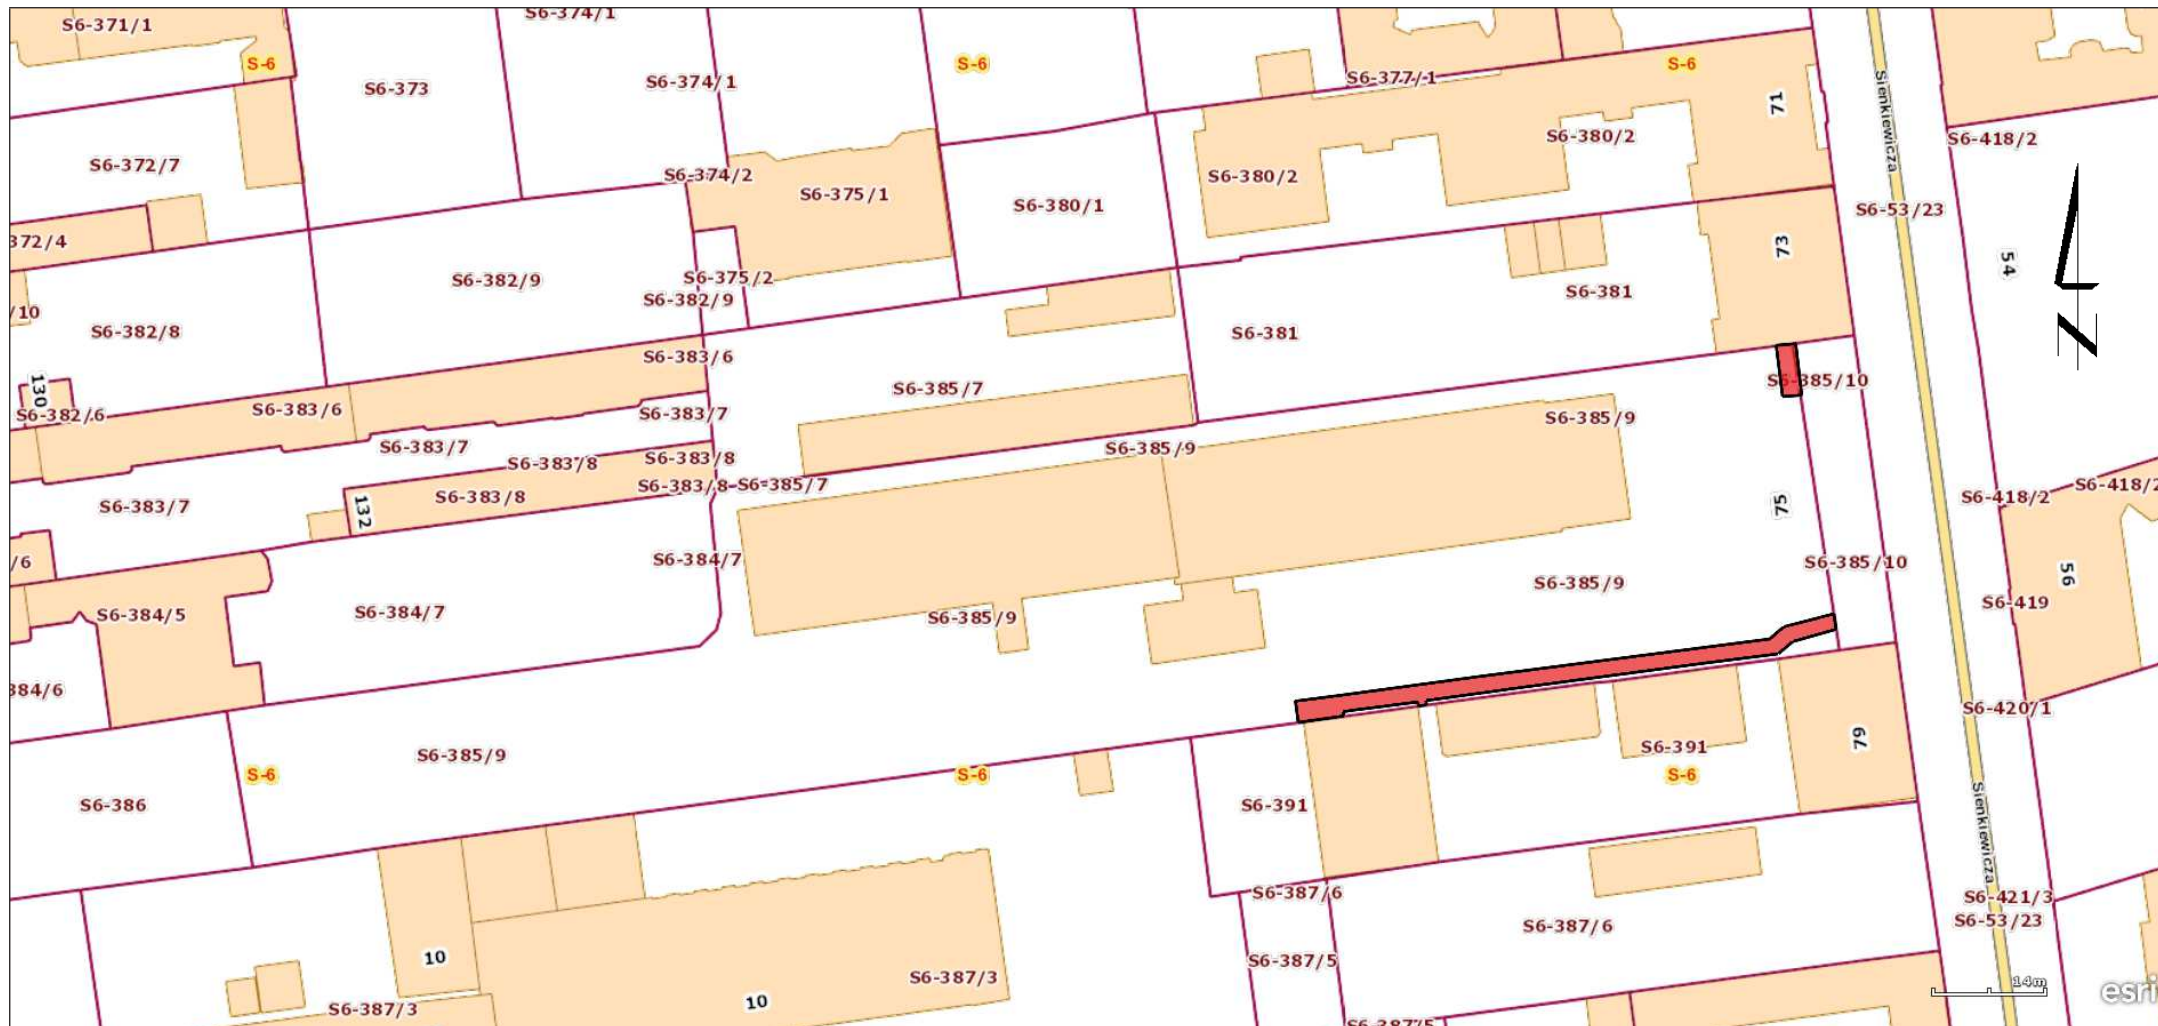 S6-371/1
S6-374/1
S-6
S6-373
S6-374/1
S-6
S6-377/1
S-6
71
Sienkiewicza
S6-418/2
S6-372/7
S6-374/2
S6-375/1
S6-380/2
S6-380/2
S6-380/1
S6-53/23
372/4
S6-382/9
S6-375/2
S6-382/9
73
54
S6-381
S6-381
/10
S6-382/8
N
S6-383/6
S6-385/7
S6-385/10
130
S6-382/6
S6-383/6
S6-383/7
S6-385/9
S6-383/7
S6-385/9
S6-383/8
S6-383/8
S6-383/8
S6-385/7
S6-383/8
132
S6-383/7
75
S6-418/2
S6-418/2
/6
S6-384/7
S6-385/10
S6-385/9
56
S6-419
S6-384/5
S6-384/7
S6-385/9
384/6
S6-420/1
79
S6-385/9
S6-391
S-6
S-6
S-6
S6-386
S6-391
Sienkiewicza
S6-387/6
S6-421/3
S6-53/23
S6-387/6
10
S6-387/5
S6-387/3
14m
esri
10
S6-387/3
S6-387/5